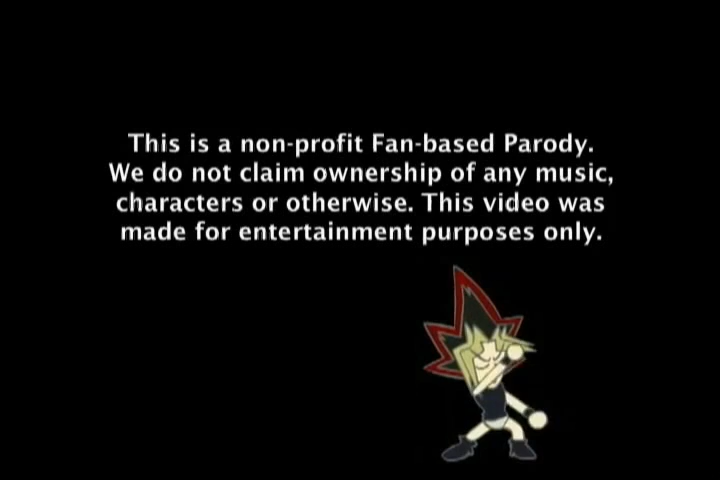 This is a non-profit Fan-based Parody.
We do not claim ownership of any music,
characters or otherwise. This video was
made for entertainment purposes only.